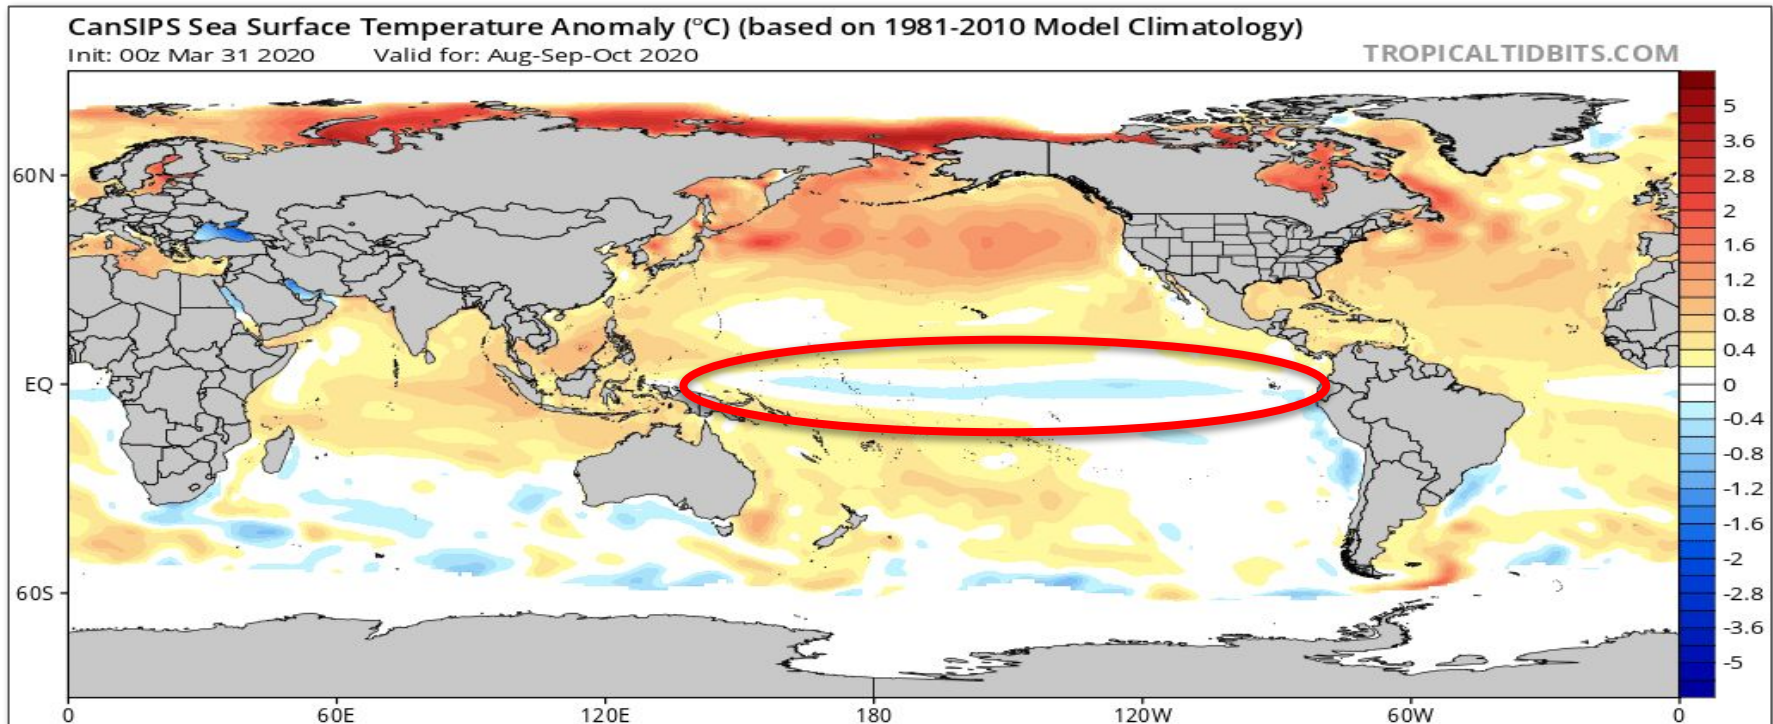 CanSIPS Sea Surface Temperature Anomaly (°C) (based on 1981-2010 Model Climatology)
Init: 00z Mar 31 2020 Valid for: Aug-Sep-Oct 2020
TROPICALTIDBITS.COM
60N
EQ
60S
0
60E
120E
180
120W
60W
0
5
3.6
2.8
2
1.6
1.2
0.8
0.4
0
-0.4
-0.8
-1.2
-1.6
-2
-2.8
-3.6
-5